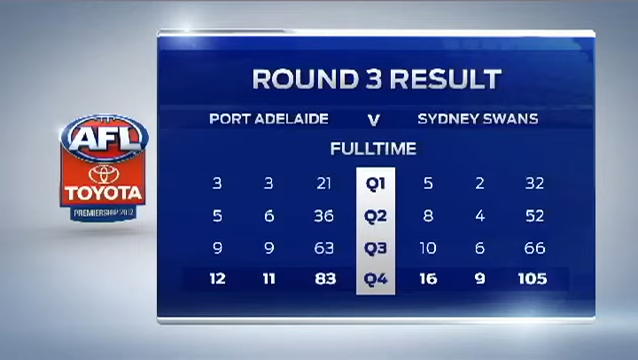 ROUND 3 RESULT
PORT ADELAIDE V SYDNEY SWANS
FULLTIME
3 3 21 Q1 5 2 32
5 6 36 Q2 8 4 52
9 9 63 Q3 10 6 66
12 11 83 Q4 16 9 105
AFL
TOYOTA
PREMIERSHIP 2012